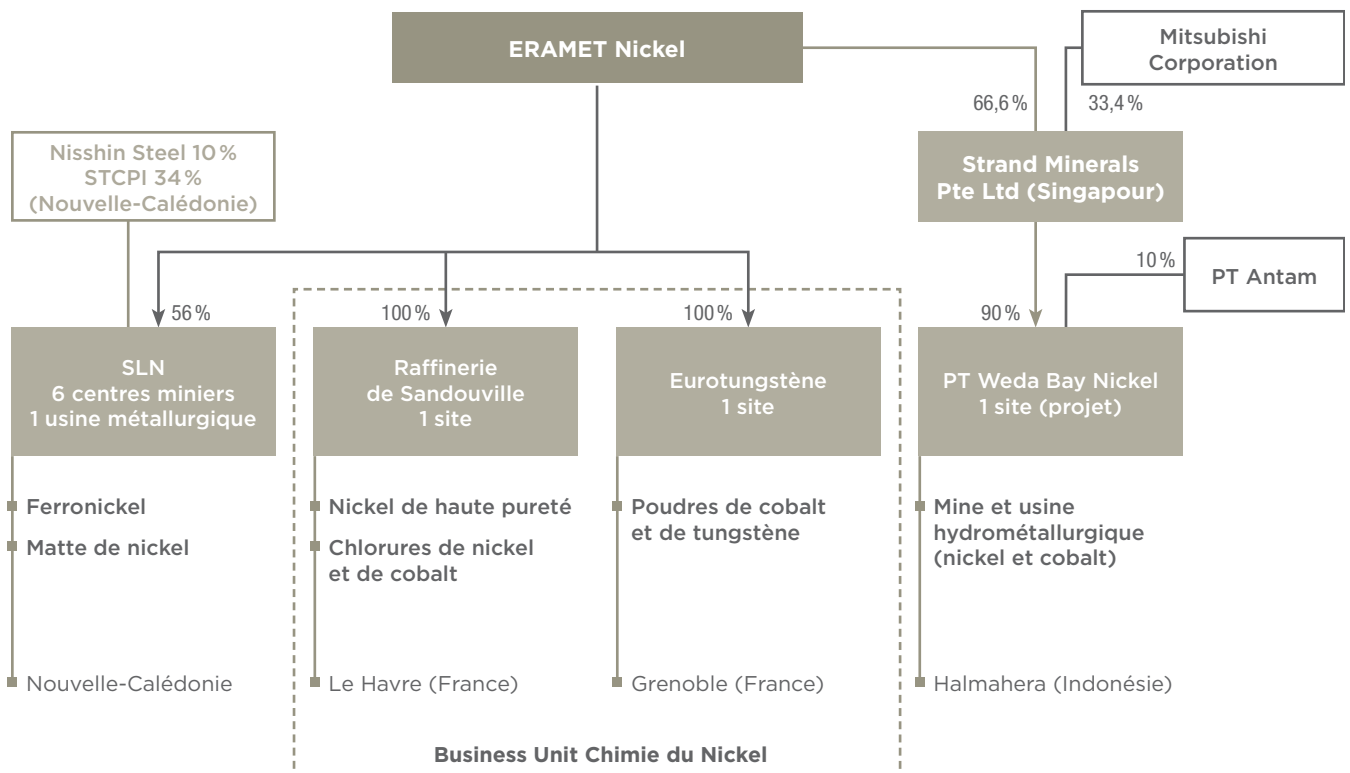 ERAMET Nickel
Mitsubishi
Corporation
66,6 %
33,4 %
Nisshin Steel 10 %
STCPI 34 %
(Nouvelle-Calédonie)
Strand Minerals
Pte Ltd (Singapour)
10 %
PT Antam
56 %
100 %
100 %
90 %
SLN
6 centres miniers
1 usine métallurgique
Raffinerie
de Sandouville
1 site
Eurotungstène
1 site
PT Weda Bay Nickel
1 site (projet)
Ferronickel
Matte de nickel
Nouvelle-Calédonie
Nickel de haute pureté
Chlorures de nickel
et de cobalt
Le Havre (France)
Poudres de cobalt
et de tungstène
Grenoble (France)
Mine et usine
hydrométallurgique
(nickel et cobalt)
Halmahera (Indonésie)
Business Unit Chimie du Nickel